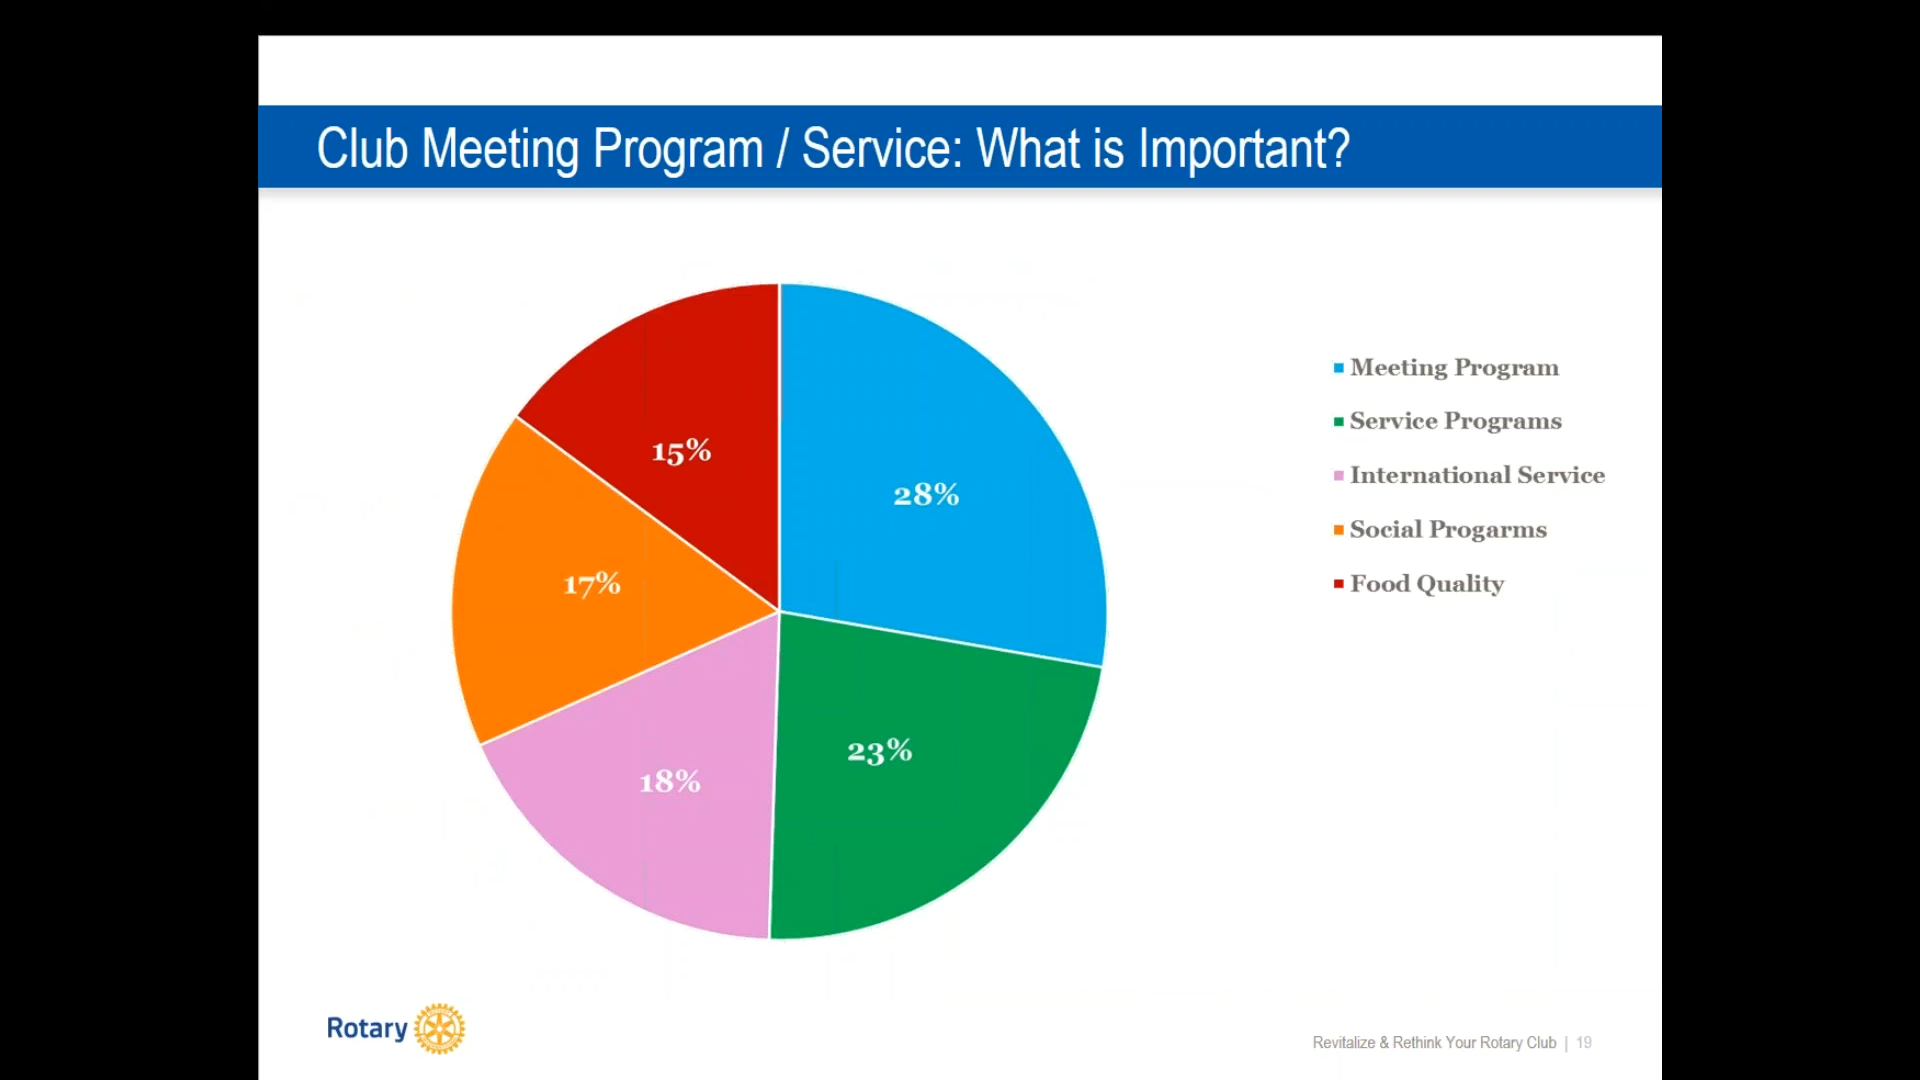 Club Meeting Program / Service: What is Important?
15%
28%
17%
23%
18%
Meeting Program
Service Programs
International Service
Social Progarms
Food Quality
Rotary
Revitalize & Rethink Your Rotary Club | 19